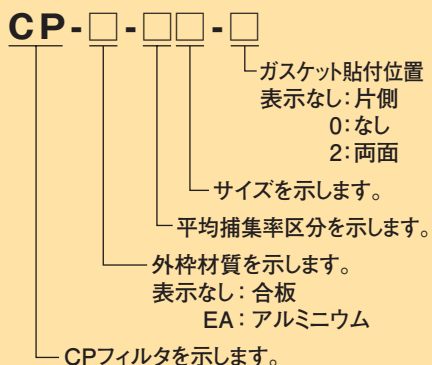 CP-□-□□-□
ガスケット貼付位置
表示なし：片側
0：なし
2：両面
サイズを示します。
平均捕集率区分を示します。
外枠材質を示します。
表示なし：合板
EA：アルミニウム
CPフィルタを示します。